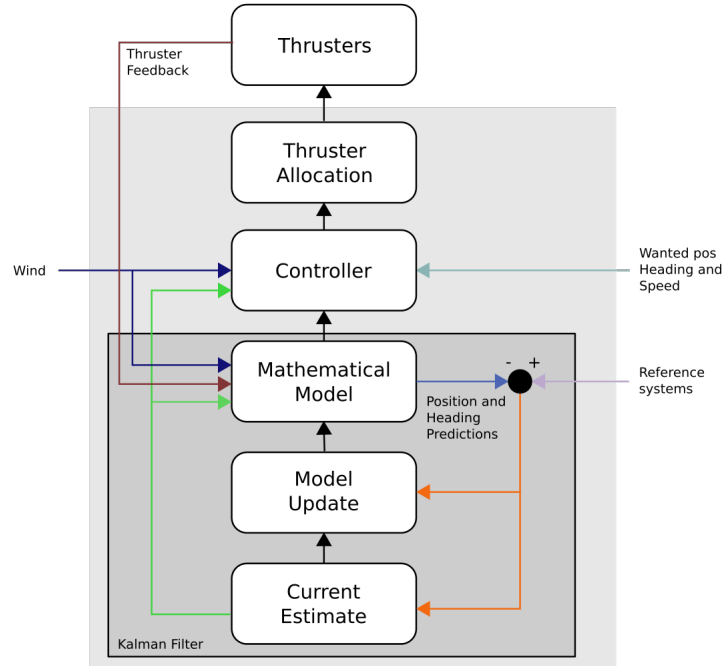 Thrusters
Thruster
Feedback
Thruster
Allocation
Wind
Controller
Wanted pos
Heading and
Speed
Mathematical
Model
- +
Reference
systems
Position and
Heading
Predictions
Model
Update
Current
Estimate
Kalman Filter